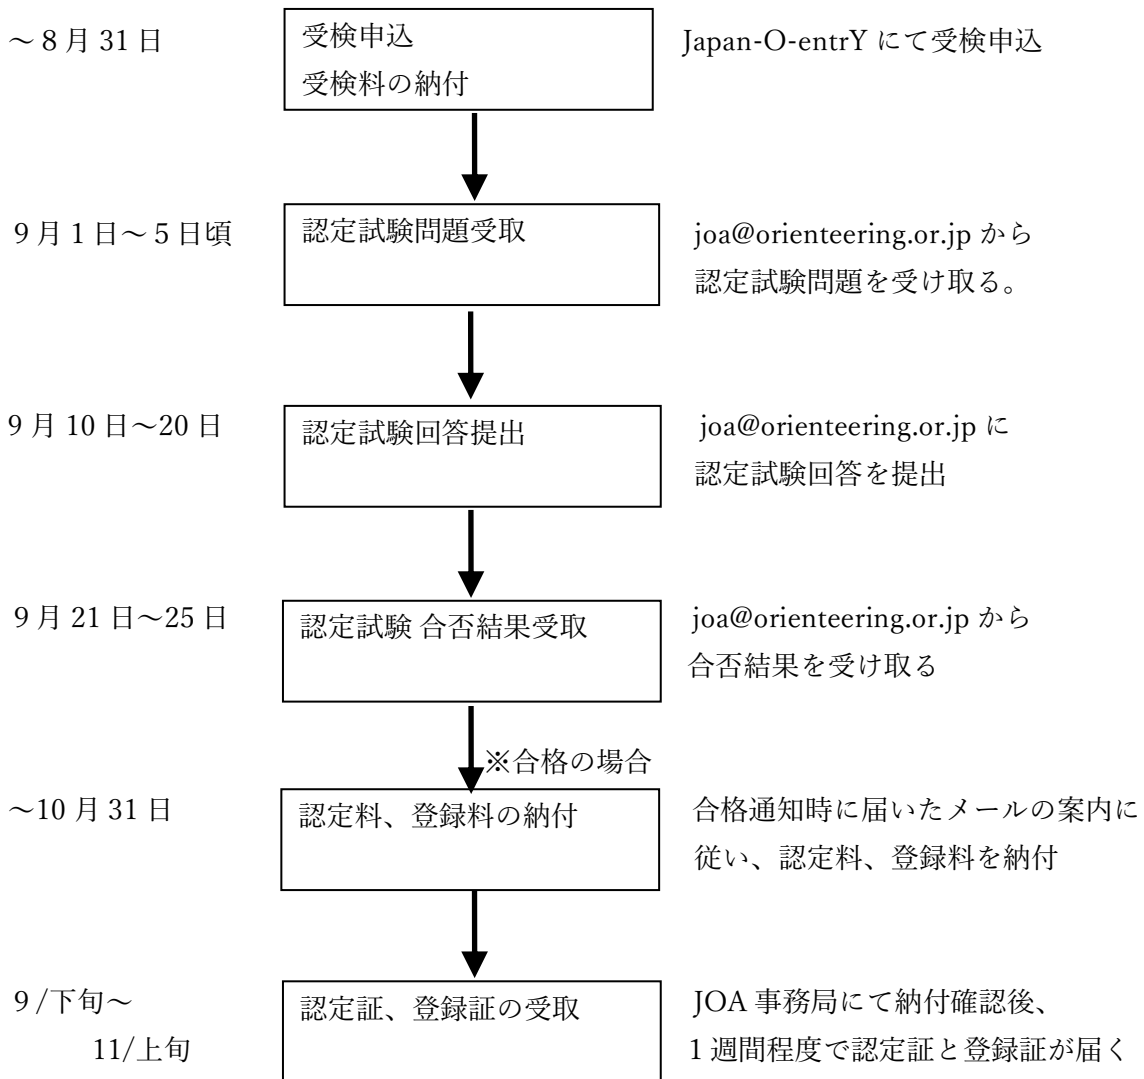 ～8月31日
受検申込
受検料の納付
Japan-O-entrY にて受検申込
9月1日～5日頃
認定試験問題受取
joa@orienteering.or.jp から
認定試験問題を受け取る。
9月10日～20日
認定試験回答提出
joa@orienteering.or.jp に
認定試験回答を提出
9月21日～25日
認定試験 合否結果受取
joa@orienteering.or.jp から
合否結果を受け取る
※合格の場合
～10月31日
認定料、登録料の納付
合格通知時に届いたメールの案内に
従い、認定料、登録料を納付
9/下旬～
11/上旬
認定証、登録証の受取
JOA 事務局にて納付確認後、
1週間程度で認定証と登録証が届く